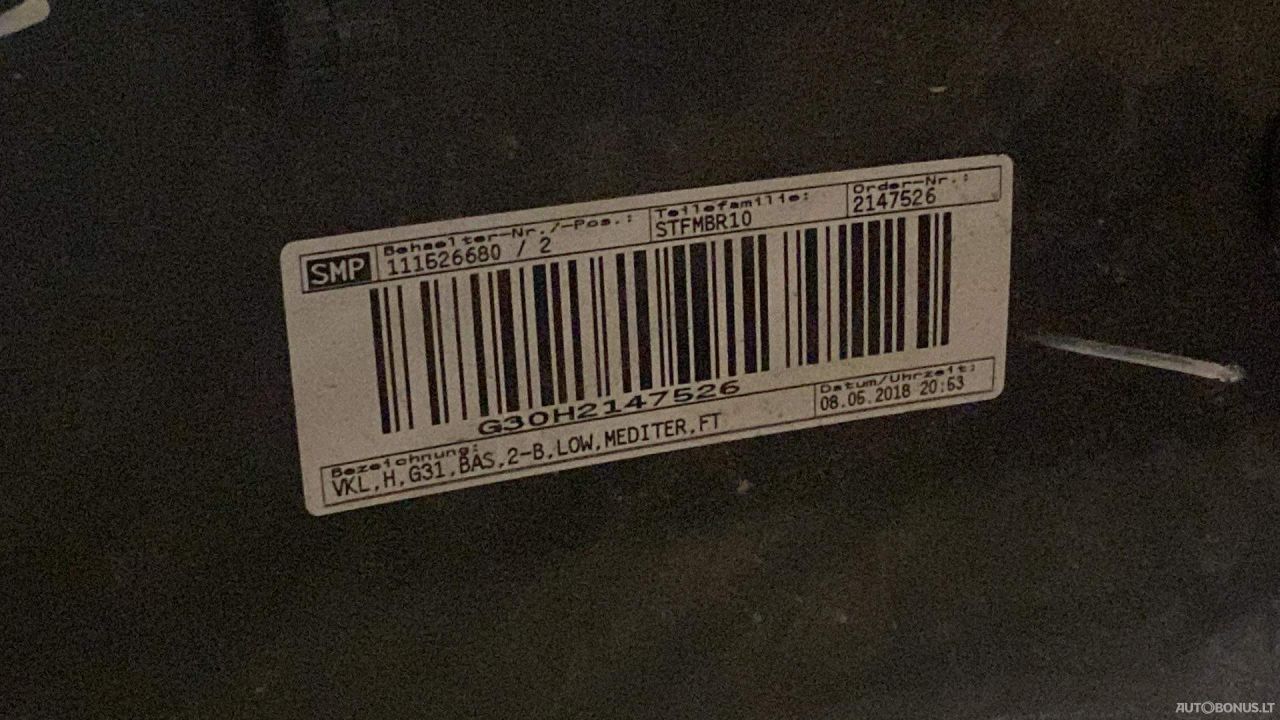 SMP
Behaelter-Nr./-Pos.:
111526680 / 2
Teilefamilie:
STFMBR10
Order-Nr.:
2147526
G30H2147526
Datum/Uhrzeit:
08.05.2018 20:53
Bezeichnung:
VKL,H,G31,BAS,2-B,LOW,MEDITER,FT
AUTOBONUS.LT